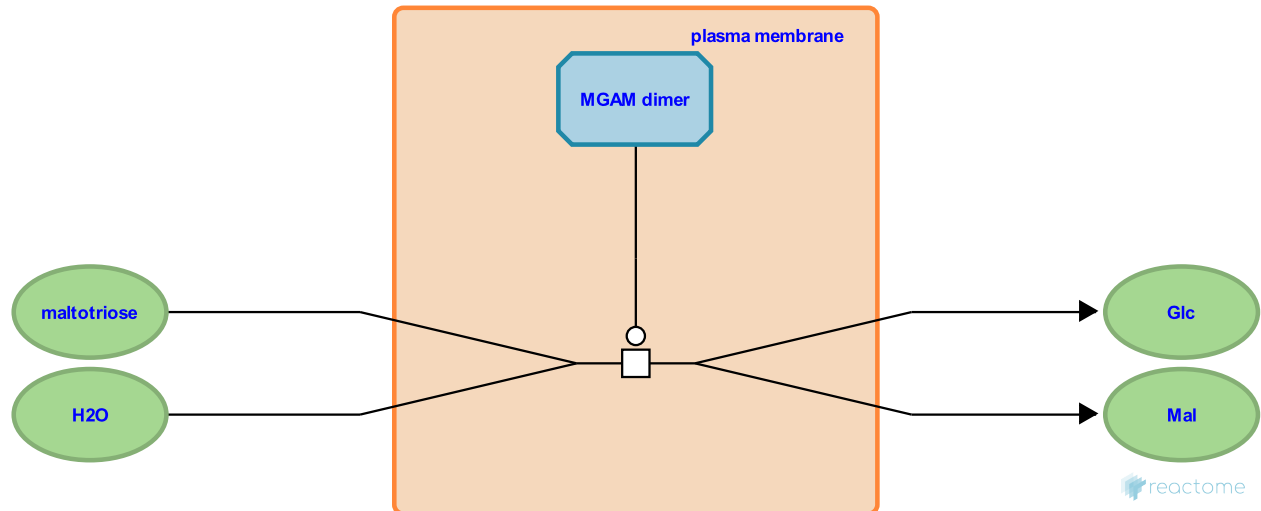 plasma membrane
MGAM dimer
maltotriose
Glc
H2O
Mal
reactome